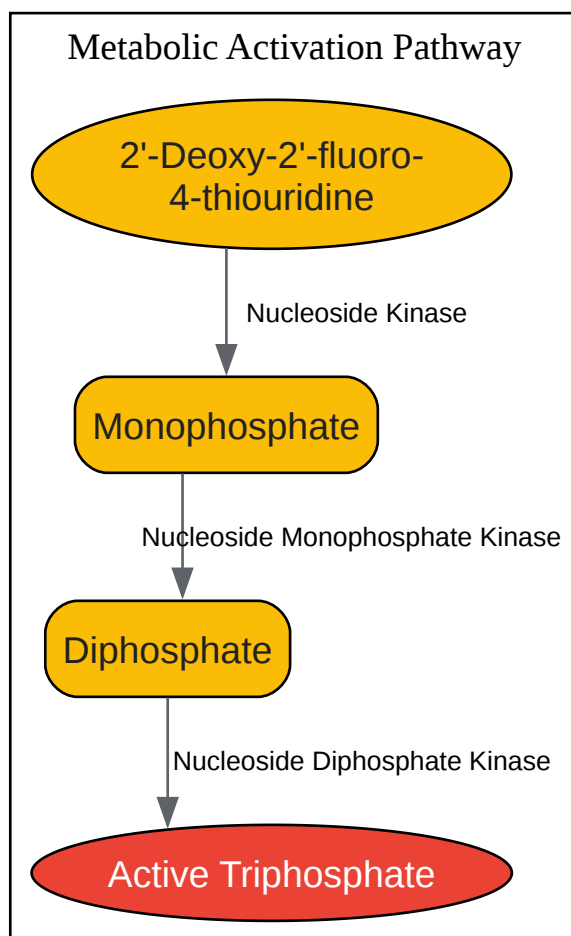 Metabolic Activation Pathway
2'-Deoxy-2'-fluoro-
4-thiouridine
Nucleoside Kinase
Monophosphate
Nucleoside Monophosphate Kinase
Diphosphate
Nucleoside Diphosphate Kinase
Active Triphosphate